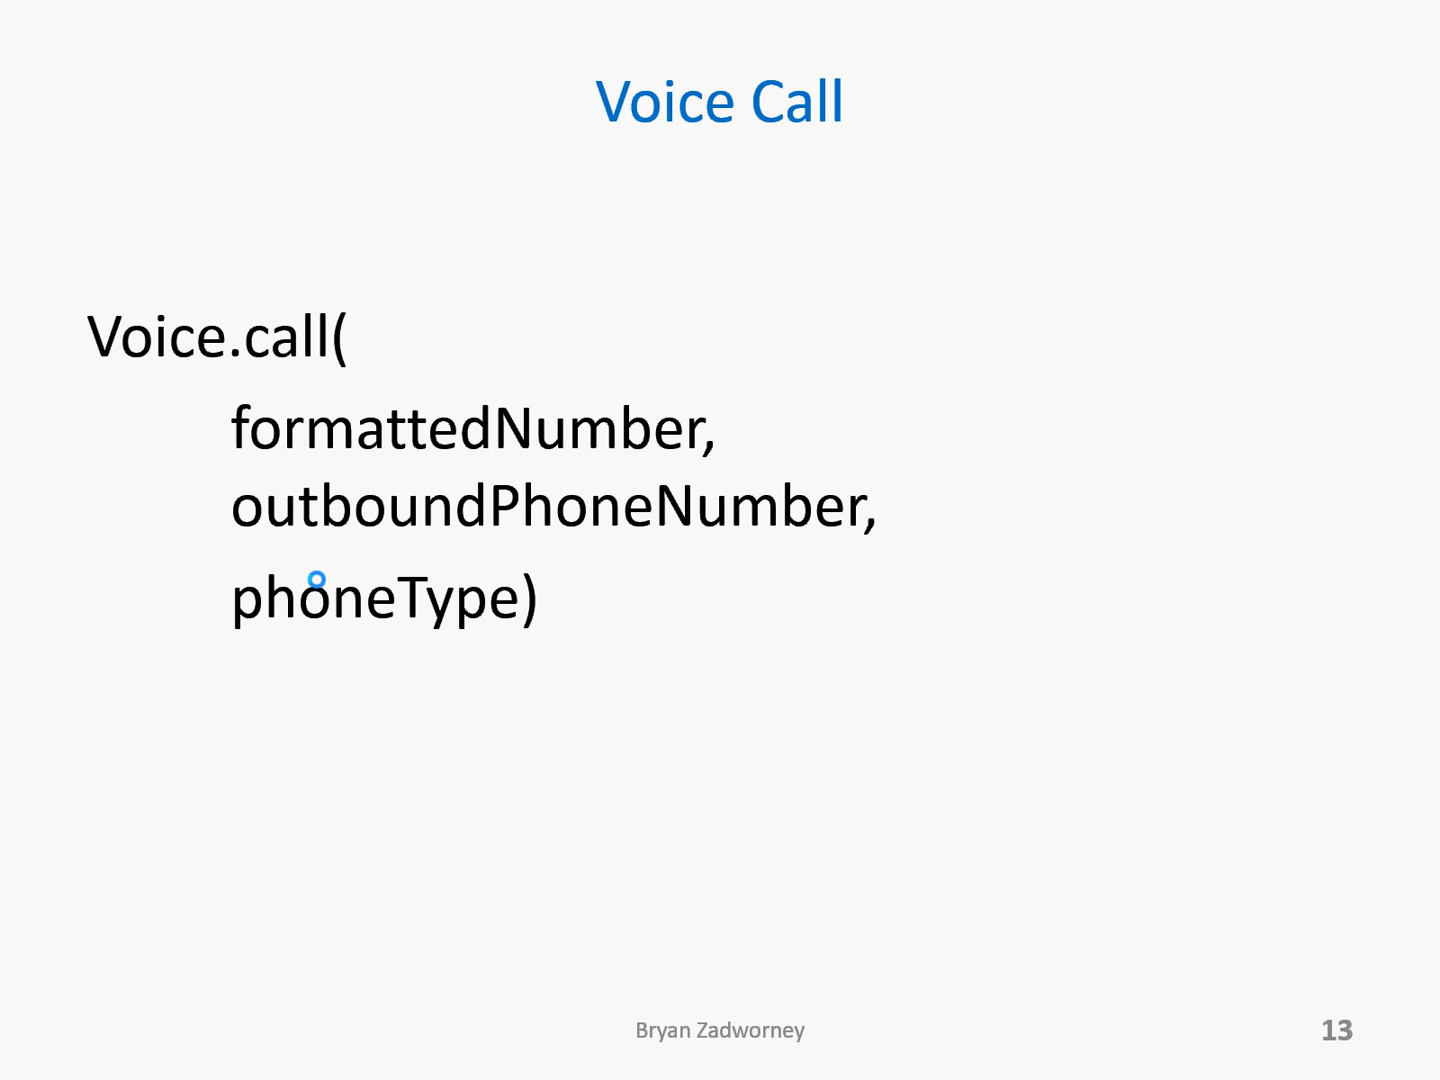 Voice Call
Voice.call(
formattedNumber,
outboundPhoneNumber,
phoneType)
Bryan Zadworney
13